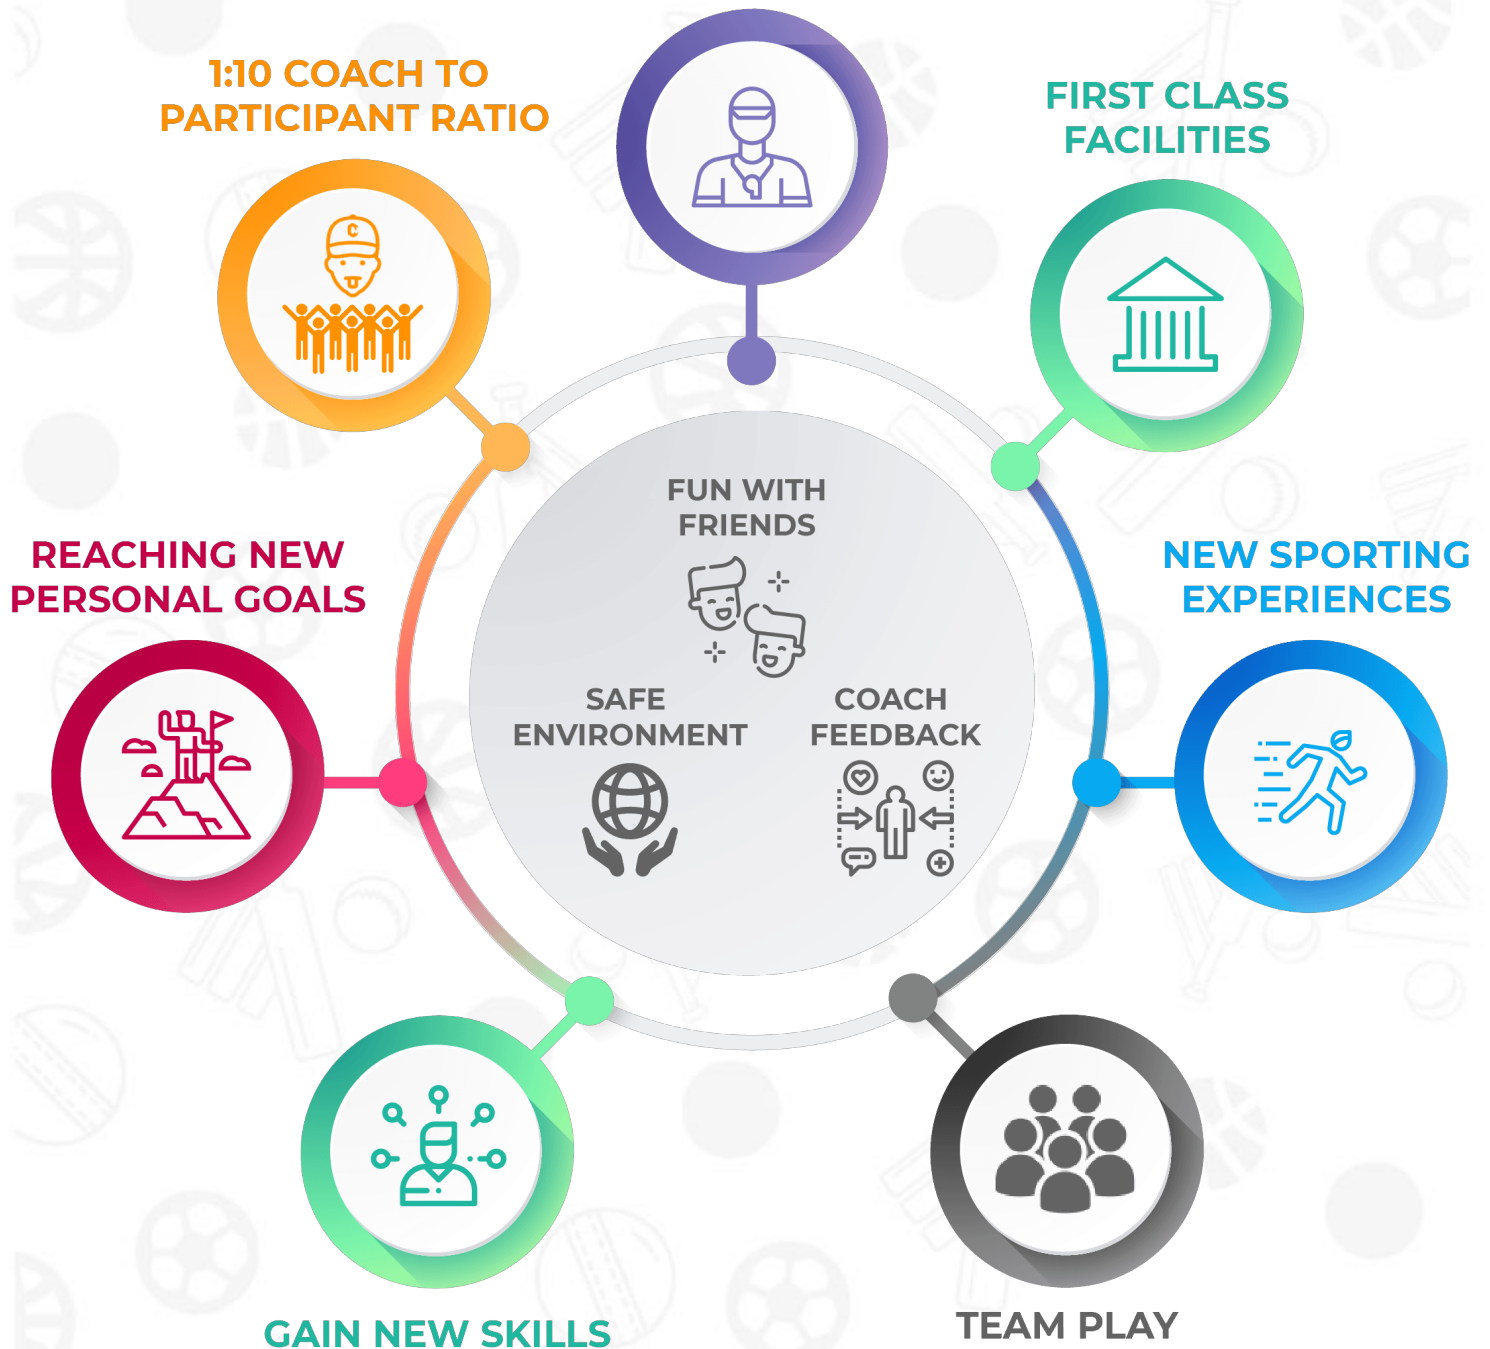 1:10 COACH TO
PARTICIPANT RATIO
FIRST CLASS
FACILITIES
C
FUN WITH
FRIENDS
REACHING NEW
PERSONAL GOALS
NEW SPORTING
EXPERIENCES
SAFE
ENVIRONMENT
COACH
FEEDBACK
GAIN NEW SKILLS
TEAM PLAY